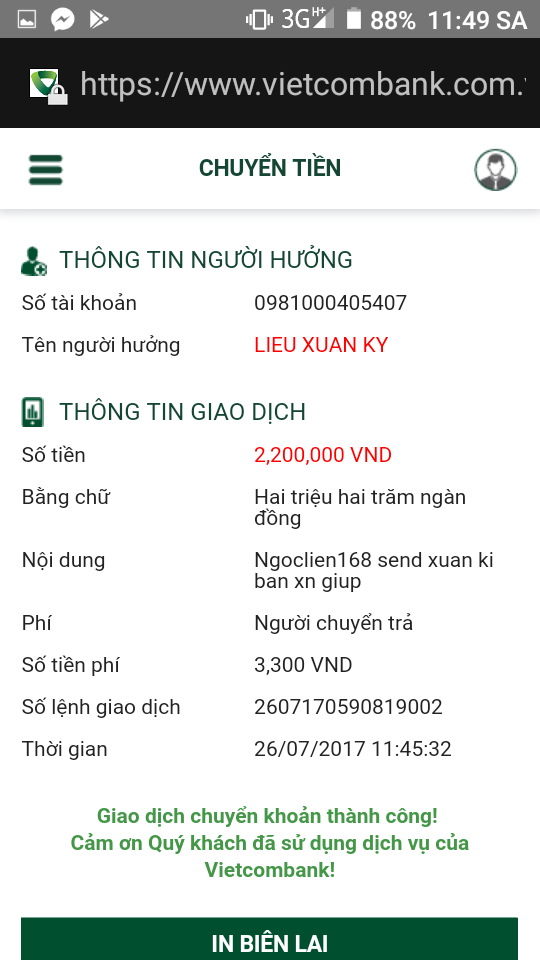 3G H+ 88% 11:49 SA
https://www.vietcombank.com.
CHUYỂN TIỀN
THÔNG TIN NGƯỜI HƯỞNG
Số tài khoản 0981000405407
Tên người hưởng LIEU XUAN KY
THÔNG TIN GIAO DỊCH
Số tiền 2,200,000 VND
Bằng chữ Hai triệu hai trăm ngàn
đồng
Nội dung Ngoclien168 send xuan ki
ban xn giup
Phí Người chuyển trả
Số tiền phí 3,300 VND
Số lệnh giao dịch 2607170590819002
Thời gian 26/07/2017 11:45:32
Giao dịch chuyển khoản thành công!
Cảm ơn Quý khách đã sử dụng dịch vụ của
Vietcombank!
IN BIÊN LAI